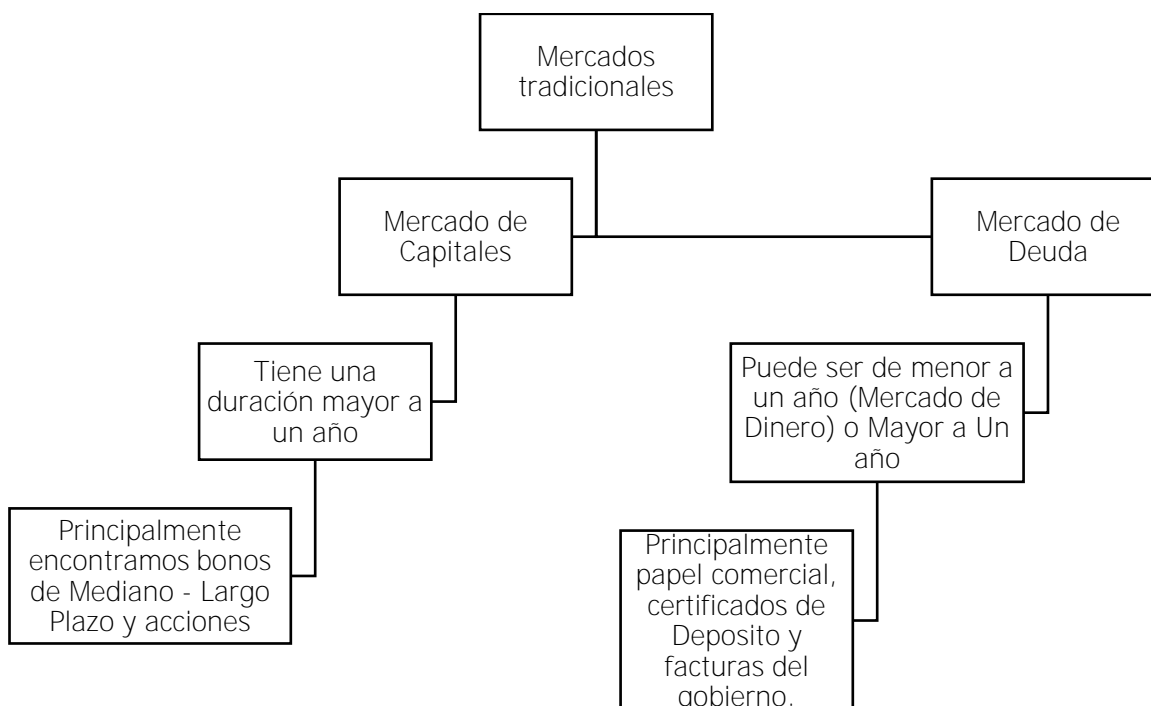 Mercados
tradicionales
Mercado de
Capitales
Tiene una
duración mayor a
un año
Principalmente
encontramos bonos
de Mediano - Largo
Plazo y acciones
Mercado de
Deuda
Puede ser de menor a
un año (Mercado de
Dinero) o Mayor a Un
año
Principalmente
papel comercial,
certificados de
Deposito y
facturas del
gobierno.